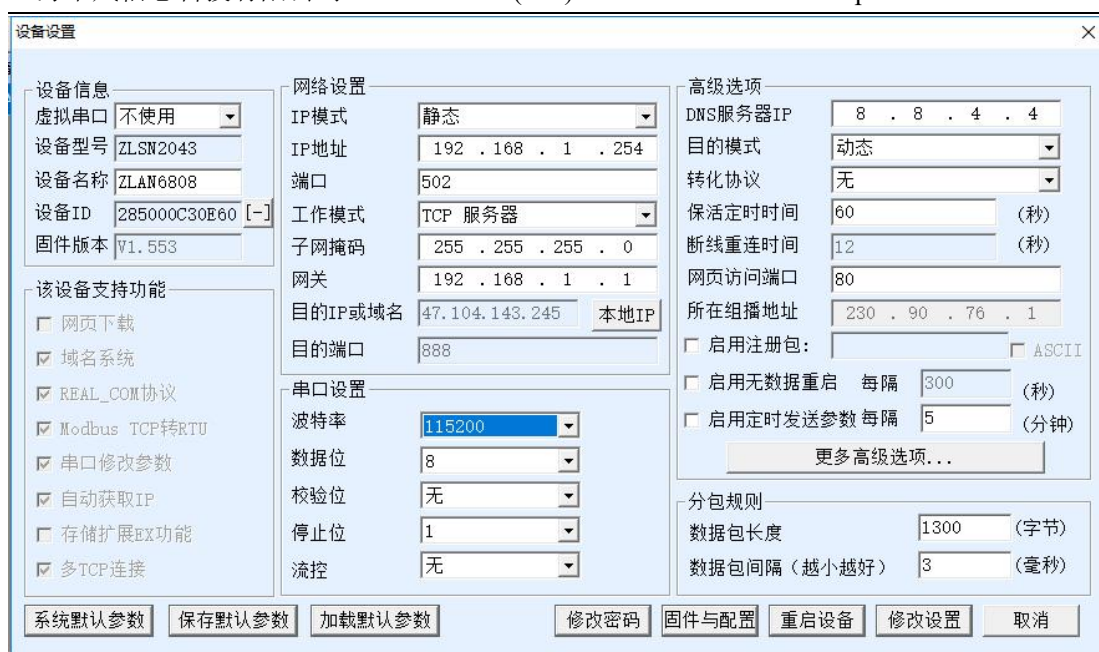 设备设置
设备信息
虚拟串口 不使用
设备型号 ZLSN2043
设备名称 ZLAN6808
设备ID 285000C30E60 [-]
固件版本 V1.553
该设备支持功能
网页下载
域名系统
REAL_COM协议
Modbus TCP转RTU
串口修改参数
自动获取IP
存储扩展EX功能
多TCP连接
网络设置
IP模式 静态
IP地址 192 . 168 . 1 . 254
端口 502
工作模式 TCP 服务器
子网掩码 255 . 255 . 255 . 0
网关 192 . 168 . 1 . 1
目的IP或域名 47.104.143.245 本地IP
目的端口 888
串口设置
波特率 115200
数据位 8
校验位 无
停止位 1
流控 无
高级选项
DNS服务器IP 8 . 8 . 4 . 4
目的模式 动态
转化协议 无
保活定时时间 60 (秒)
断线重连时间 12 (秒)
网页访问端口 80
所在组播地址 230 . 90 . 76 . 1
启用注册包: ASCII
启用无数据重启 每隔 300 (秒)
启用定时发送参数 每隔 5 (分钟)
更多高级选项...
分包规则
数据包长度 1300 (字节)
数据包间隔(越小越好) 3 (毫秒)
系统默认参数 保存默认参数 加载默认参数 修改密码 固件与配置 重启设备 修改设置 取消